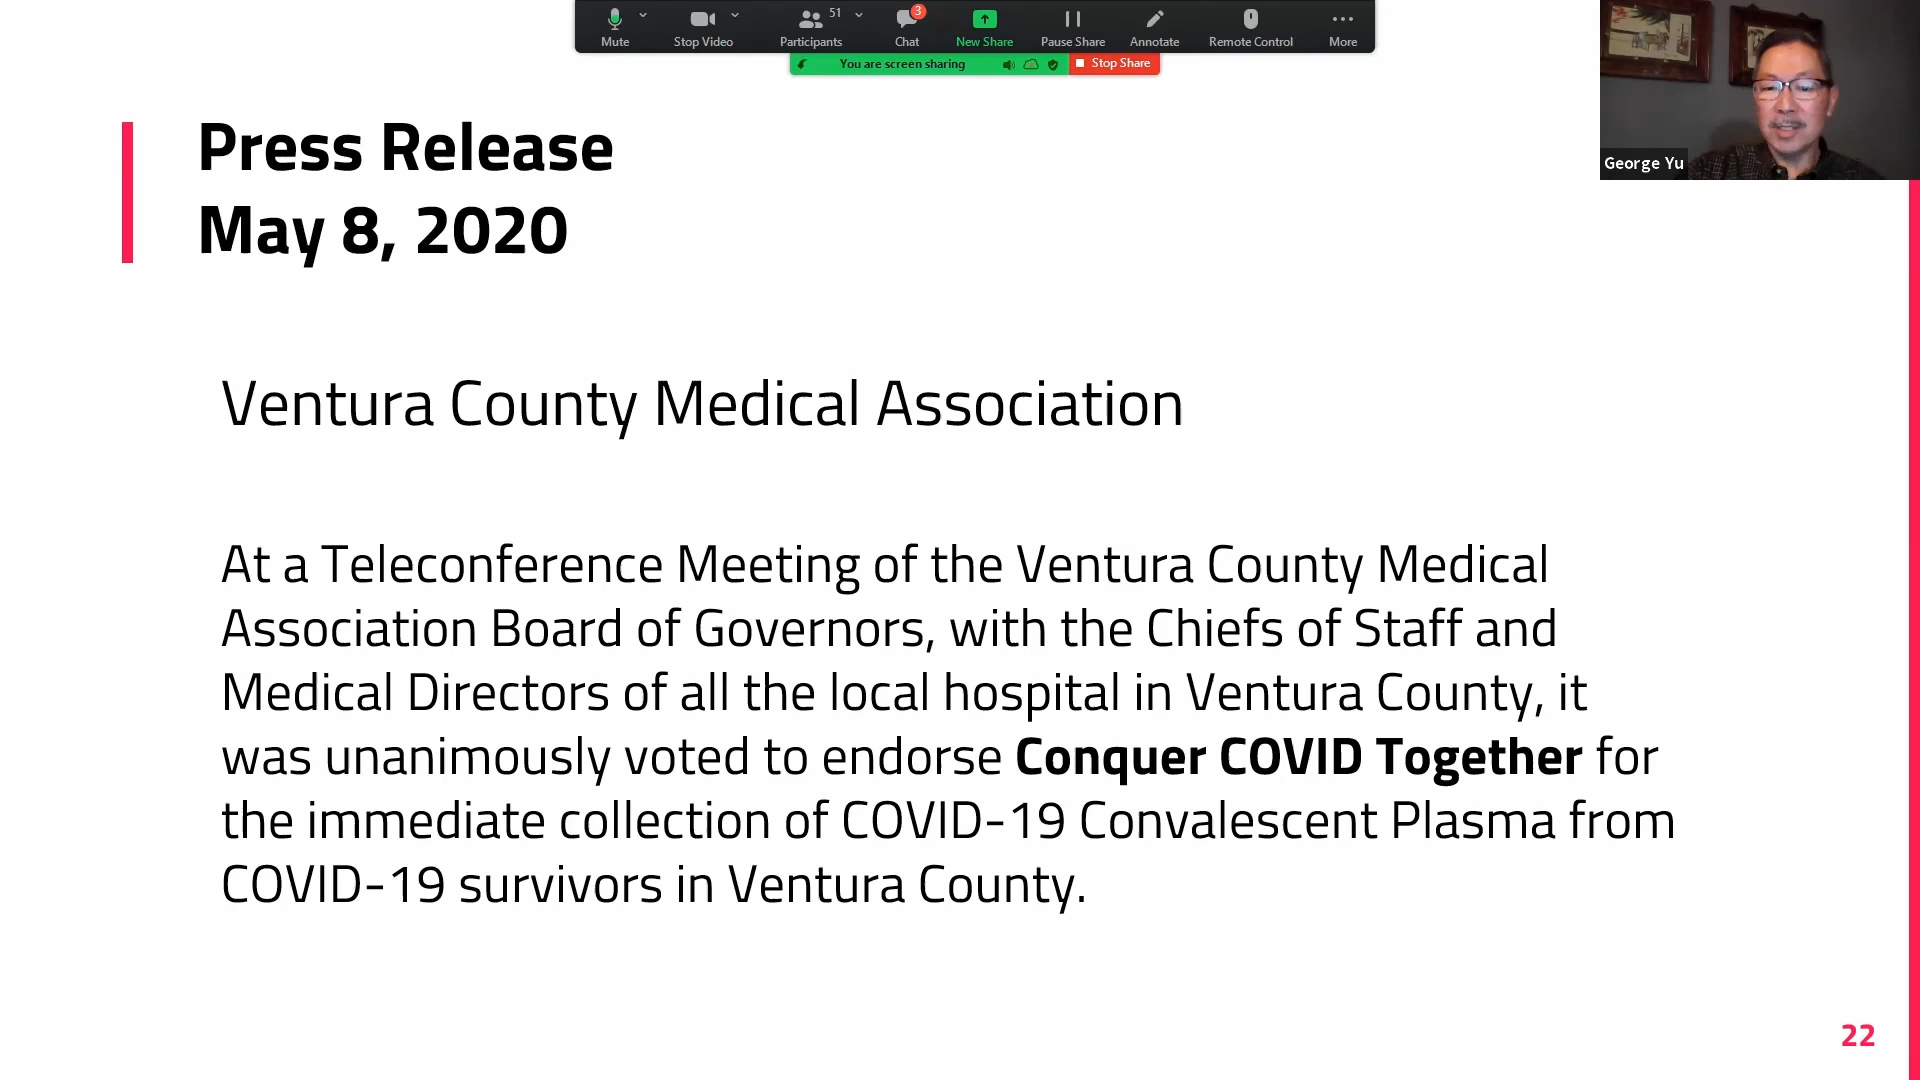 Mute
Stop Video
51
Participants
3
Chat
New Share
Pause Share
Annotate
Remote Control
More
You are screen sharing
Stop Share
George Yu
Press Release
May 8, 2020
Ventura County Medical Association
At a Teleconference Meeting of the Ventura County Medical
Association Board of Governors, with the Chiefs of Staff and
Medical Directors of all the local hospital in Ventura County, it
was unanimously voted to endorse Conquer COVID Together for
the immediate collection of COVID-19 Convalescent Plasma from
COVID-19 survivors in Ventura County.
22